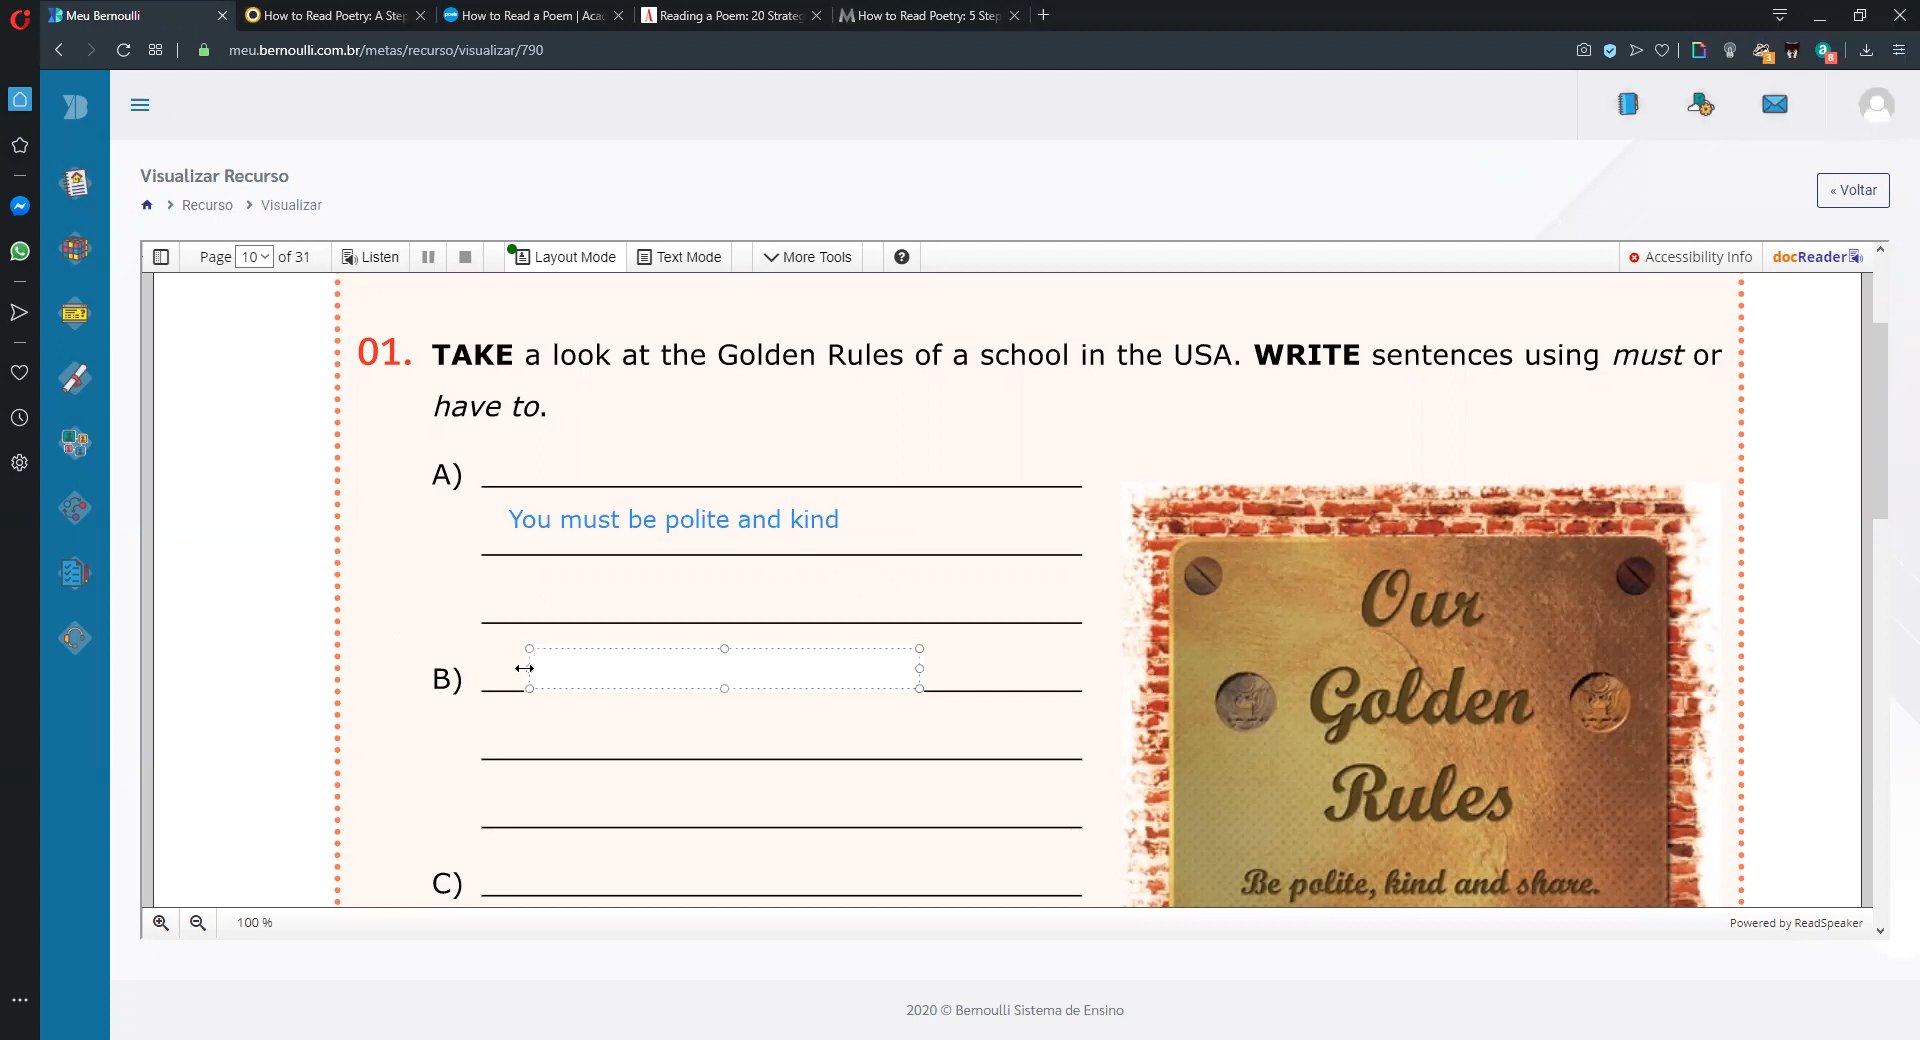 Meu Bernoulli
How to Read Poetry: A Step
How to Read a Poem | Aca
Reading a Poem: 20 Strate
How to Read Poetry: 5 Step
meu.bernoulli.com.br/metas/recurso/visualizar/790
3
8
Visualizar Recurso
« Voltar
Recurso > Visualizar
Page 10 of 31 Listen Layout Mode Text Mode More Tools ? Accessibility Info docReader
01. TAKE a look at the Golden Rules of a school in the USA. WRITE sentences using must or
have to.
A)
You must be polite and kind
B)
C)
Our
Golden
Rules
Be polite, kind and share.
100 %
Powered by ReadSpeaker
2020 © Bernoulli Sistema de Ensino